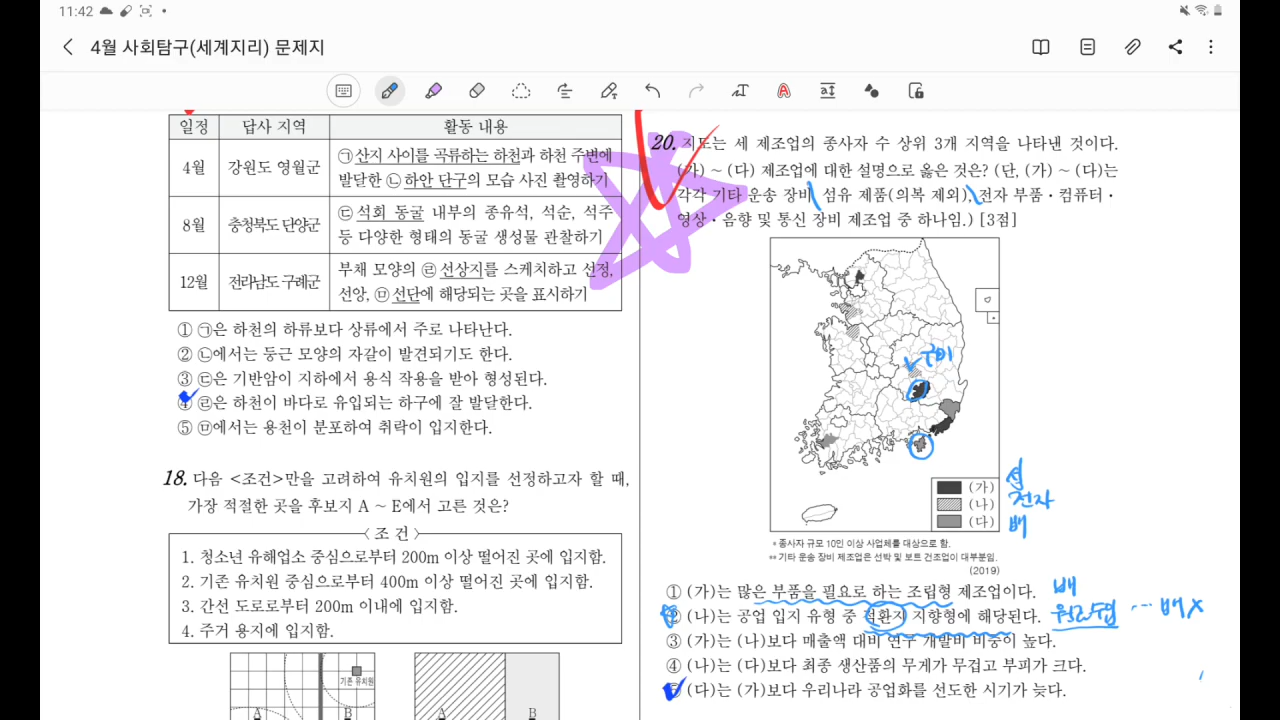 11:42
4월 사회탐구(세계지리) 문제지
일정 답사 지역 활동 내용
4월 강원도 영월군 ㉠ 산지 사이를 곡류하는 하천과 하천 주변에
발달한 ㉡ 하안 단구의 모습 사진 촬영하기
8월 충청북도 단양군 ㉢ 석회 동굴 내부의 종유석, 석순, 석주
등 다양한 형태의 동굴 생성물 관찰하기
12월 전라남도 구례군 부채 모양의 ㉣ 선상지를 스케치하고 선정,
선앙, ㉤ 선단에 해당되는 곳을 표시하기
① ㉠은 하천의 하류보다 상류에서 주로 나타난다.
② ㉡에서는 둥근 모양의 자갈이 발견되기도 한다.
③ ㉢은 기반암이 지하에서 용식 작용을 받아 형성된다.
④ ㉣은 하천이 바다로 유입되는 하구에 잘 발달한다.
⑤ ㉤에서는 용천이 분포하여 취락이 입지한다.
18. 다음 <조건>만을 고려하여 유치원의 입지를 선정하고자 할 때,
가장 적절한 곳을 후보지 A ~ E에서 고른 것은?
<조 건>
1. 청소년 유해업소 중심으로부터 200m 이상 떨어진 곳에 입지함.
2. 기존 유치원 중심으로부터 400m 이상 떨어진 곳에 입지함.
3. 간선 도로로부터 200m 이내에 입지함.
4. 주거 용지에 입지함.
기존 유치원
A B A B
20. 지도는 세 제조업의 종사자 수 상위 3개 지역을 나타낸 것이다.
(가) ~ (다) 제조업에 대한 설명으로 옳은 것은? (단, (가) ~ (다)는
각각 기타 운송 장비, 섬유 제품(의복 제외), 전자 부품·컴퓨터·
영상·음향 및 통신 장비 제조업 중 하나임.) [3점]
구미
(가) 섬
(나) 전자
(다) 배
* 종사자 규모 10인 이상 사업체를 대상으로 함.
** 기타 운송 장비 제조업은 선박 및 보트 건조업이 대부분임.
(2019)
① (가)는 많은 부품을 필요로 하는 조립형 제조업이다. 배
② (나)는 공업 입지 유형 중 적환지 지향형에 해당된다. ... 배 x
③ (가)는 (나)보다 매출액 대비 연구 개발비 비중이 높다.
④ (나)는 (다)보다 최종 생산품의 무게가 무겁고 부피가 크다.
⑤ (다)는 (가)보다 우리나라 공업화를 선도한 시기가 늦다.